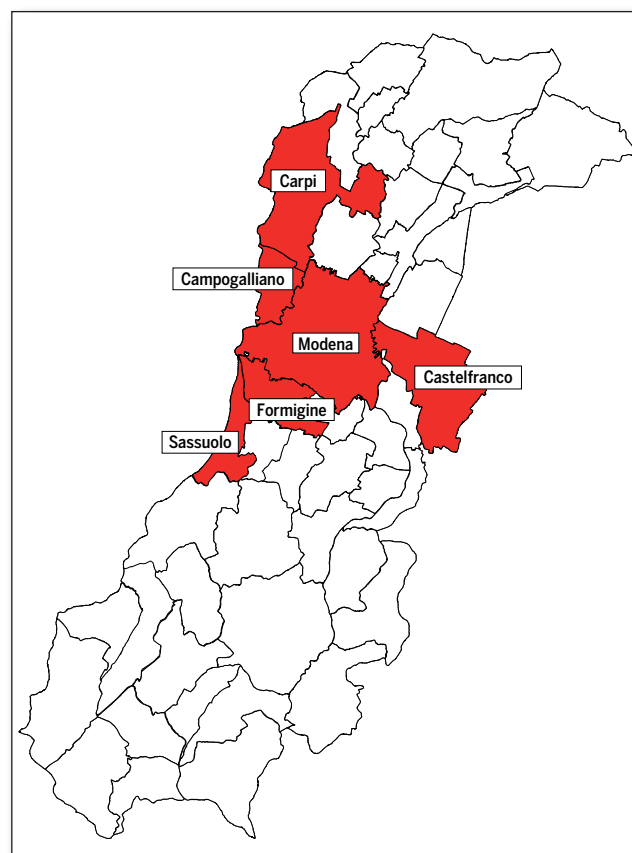 Carpi
Campogalliano
Modena
Castelfranco
Formigine
Sassuolo